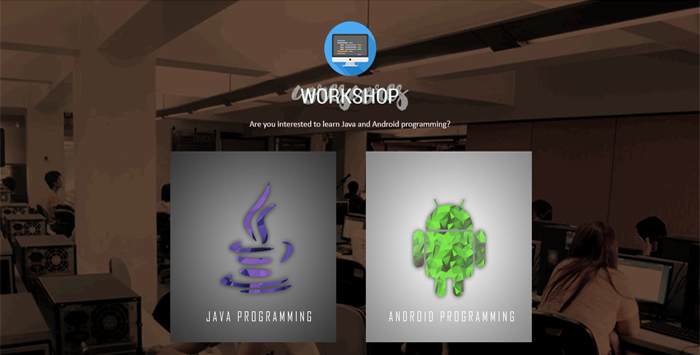 WORKSHOP
Are you interested to learn Java and Android programming?
JAVA PROGRAMMING
ANDROID PROGRAMMING